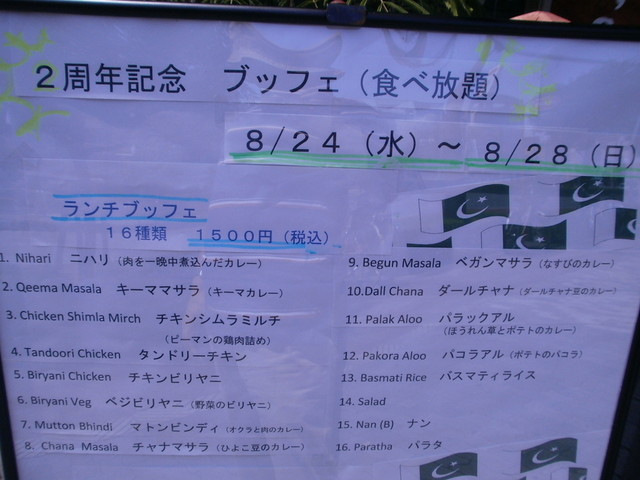 ２周年記念　ブッフェ（食べ放題）
８/２４（水）～８/２８（日）
ランチブッフェ
１６種類　１５００円（税込）
1. Nihari　ニハリ（肉を一晩中煮込んだカレー）
2. Qeema Masala　キーママサラ（キーマカレー）
3. Chicken Shimla Mirch　チキンシムラミルチ
（ピーマンの鶏肉詰め）
4. Tandoori Chicken　タンドリーチキン
5. Biryani Chicken　チキンビリヤニ
6. Biryani Veg　ベジビリヤニ（野菜のビリヤニ）
7. Mutton Bhindi　マトンビンディ（オクラと肉のカレー）
8. Chana Masala　チャナマサラ（ひよこ豆のカレー）
9. Begun Masala　ベガンマサラ（なすびのカレー）
10.Dall Chana　ダールチャナ（ダールチャナ豆のカレー）
11. Palak Aloo　パラックアル
（ほうれん草とポテトのカレー）
12. Pakora Aloo　パコラアル（ポテトのパコラ）
13. Basmati Rice　バスマティライス
14. Salad
15. Nan (B)　ナン
16. Paratha　パラタ